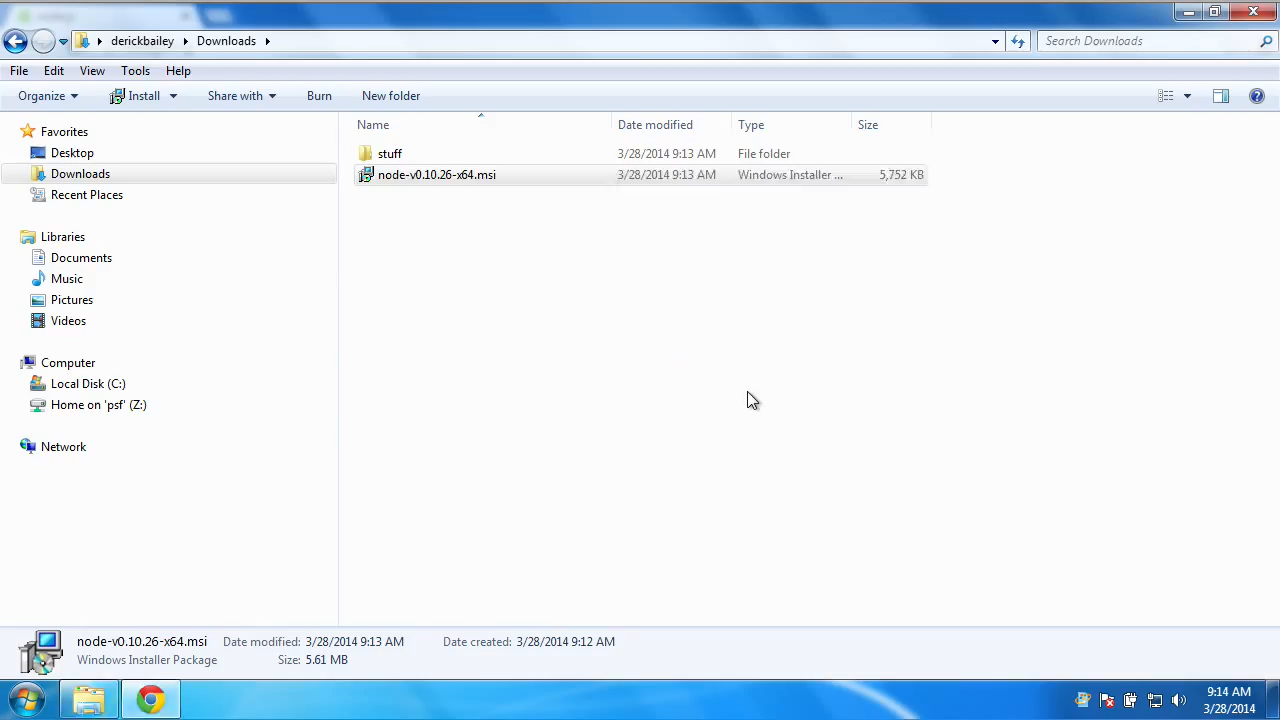 derickbailey
Downloads
Search Downloads
File Edit View Tools Help
Organize Install Share with Burn New folder
Name Date modified Type Size
Favorites
Desktop
Downloads
Recent Places
Libraries
Documents
Music
Pictures
Videos
Computer
Local Disk (C:)
Home on 'psf' (Z:)
Network
stuff 3/28/2014 9:13 AM File folder
node-v0.10.26-x64.msi 3/28/2014 9:13 AM Windows Installer ... 5,752 KB
node-v0.10.26-x64.msi Date modified: 3/28/2014 9:13 AM Date created: 3/28/2014 9:12 AM
Windows Installer Package Size: 5.61 MB
9:14 AM
3/28/2014